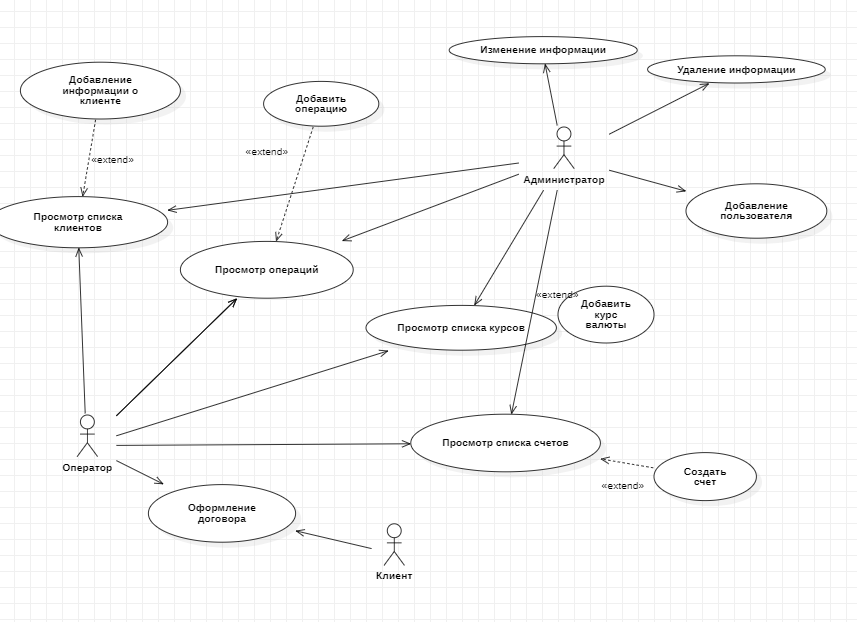 Изменение информации
Удаление информации
Добавление
информации о
клиенте
Добавить
операцию
«extend»
«extend»
Администратор
Просмотр списка
клиентов
Добавление
пользователя
Просмотр операций
«extend»
Добавить
курс
валюты
Просмотр списка курсов
Просмотр списка счетов
Оператор
Создать
счет
«extend»
Оформление
договора
Клиент